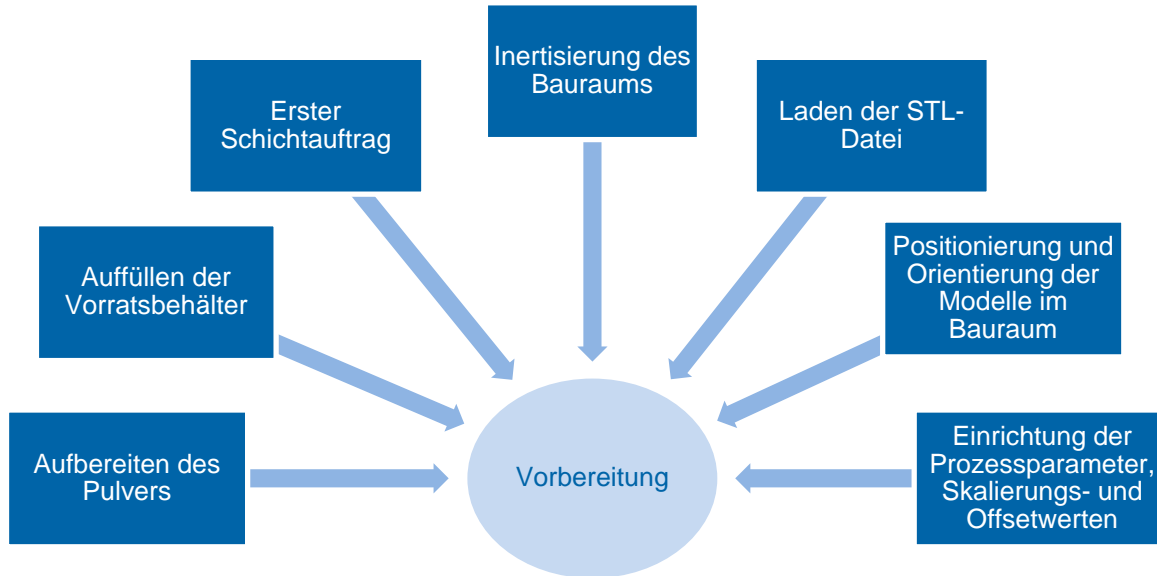 Inertisierung des
Bauraums
Erster
Schichtauftrag
Laden der STL-
Datei
Auffüllen der
Vorratsbehälter
Positionierung und
Orientierung der
Modelle im
Bauraum
Aufbereiten des
Pulvers
Vorbereitung
Einrichtung der
Prozessparameter,
Skalierungs- und
Offsetwerten